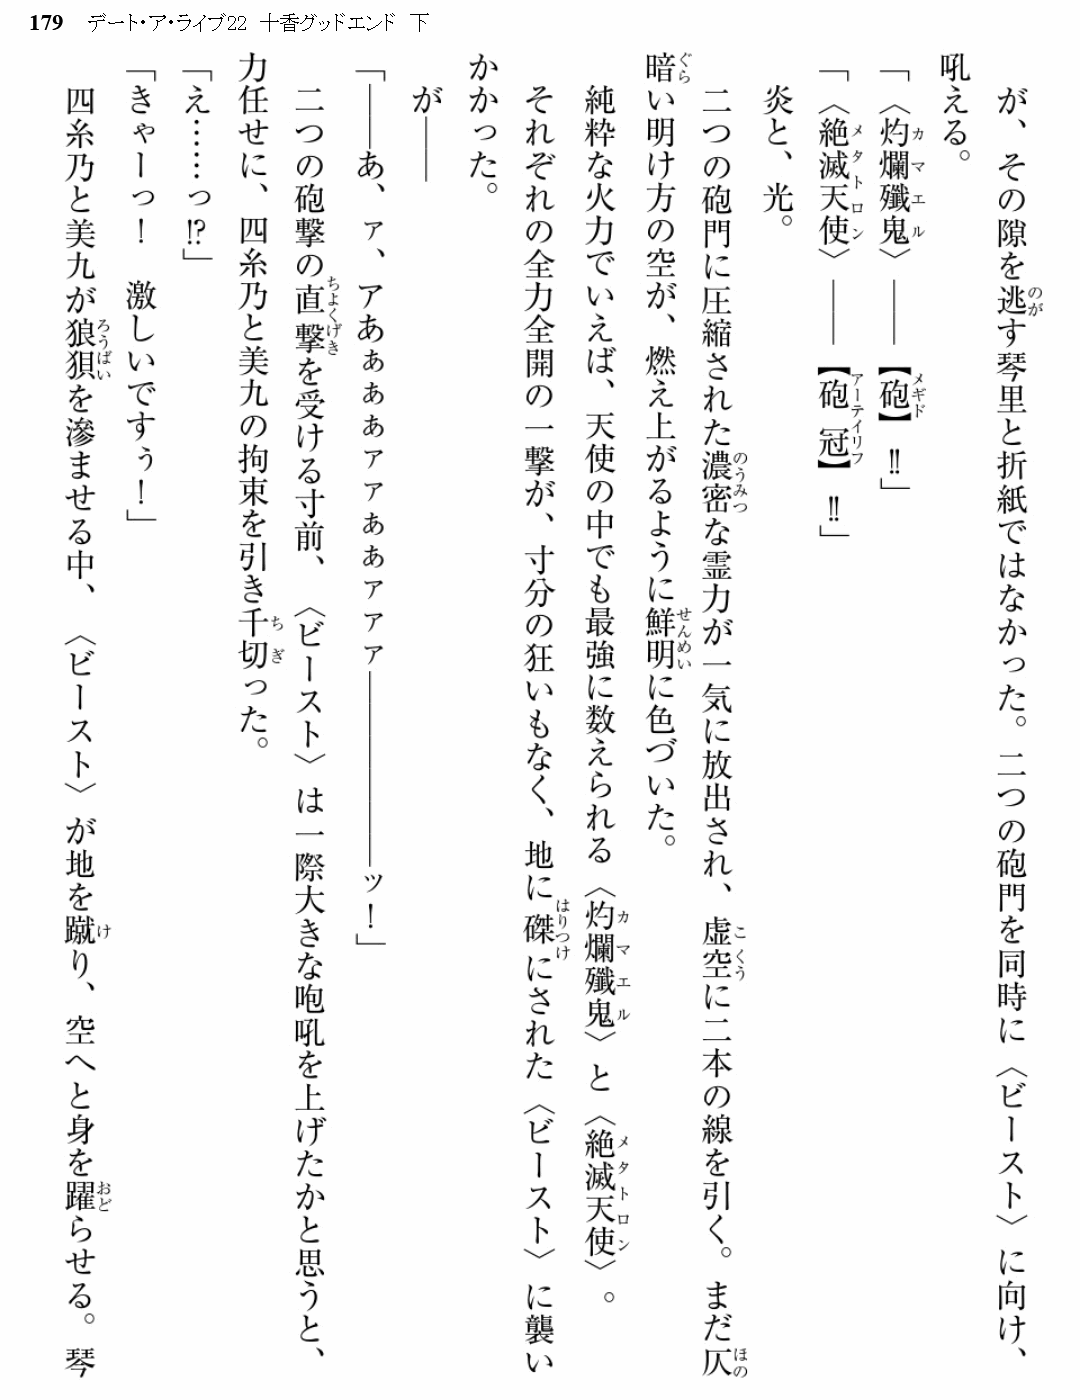 179 デート・ア・ライブ22 十香グッドエンド 下
　が、その隙を逃す琴里と折紙ではなかった。二つの砲門を同時に〈ビースト〉に向け、
吼える。
「〈灼爛殲鬼〉――【砲】‼」
「〈絶滅天使〉――【砲冠】‼」
　炎と、光。
　二つの砲門に圧縮された濃密な霊力が一気に放出され、虚空に二本の線を引く。まだ仄
暗い明け方の空が、燃え上がるように鮮明に色づいた。
　純粋な火力でいえば、天使の中でも最強に数えられる〈灼爛殲鬼〉と〈絶滅天使〉。
　それぞれの全力全開の一撃が、寸分の狂いもなく、地に磔にされた〈ビースト〉に襲い
かかった。
　が――
「――あ、ァ、アあぁぁぁァァぁぁァァァ――――――ッ！」
　二つの砲撃の直撃を受ける寸前、〈ビースト〉は一際大きな咆吼を上げたかと思うと、
力任せに、四糸乃と美九の拘束を引き千切った。
「え……っ⁉」
「きゃーっ！　激しいですぅ！」
　四糸乃と美九が狼狽を滲ませる中、〈ビースト〉が地を蹴り、空へと身を躍らせる。琴